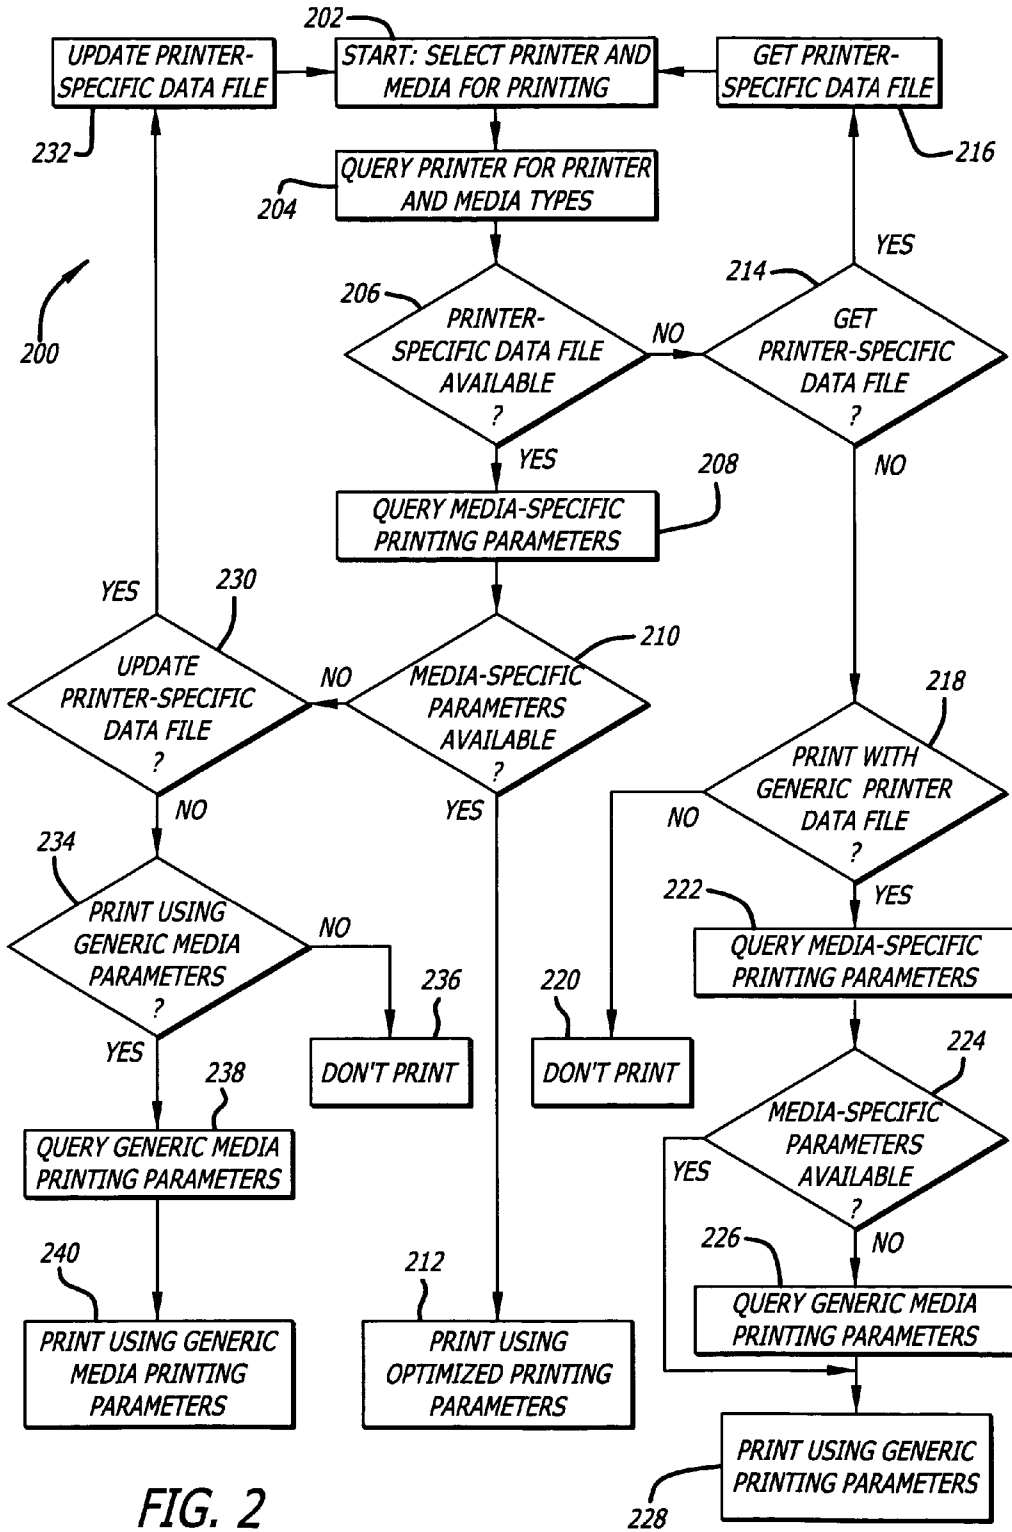 202
UPDATE PRINTER-
SPECIFIC DATA FILE
START: SELECT PRINTER AND
MEDIA FOR PRINTING
GET PRINTER-
SPECIFIC DATA FILE
232
216
QUERY PRINTER FOR PRINTER
AND MEDIA TYPES
204
200
206
PRINTER-
SPECIFIC DATA FILE
AVAILABLE
?
NO
YES
214
GET
PRINTER-SPECIFIC
DATA FILE
?
YES
NO
208
QUERY MEDIA-SPECIFIC
PRINTING PARAMETERS
YES
230
UPDATE
PRINTER-SPECIFIC
DATA FILE
?
NO
NO
210
MEDIA-SPECIFIC
PARAMETERS
AVAILABLE
?
YES
218
PRINT WITH
GENERIC PRINTER
DATA FILE
?
NO
YES
234
PRINT USING
GENERIC MEDIA
PARAMETERS
?
NO
YES
222
QUERY MEDIA-SPECIFIC
PRINTING PARAMETERS
236
DON'T PRINT
220
DON'T PRINT
224
MEDIA-SPECIFIC
PARAMETERS
AVAILABLE
?
YES
NO
238
QUERY GENERIC MEDIA
PRINTING PARAMETERS
226
QUERY GENERIC MEDIA
PRINTING PARAMETERS
240
PRINT USING GENERIC
MEDIA PRINTING
PARAMETERS
212
PRINT USING
OPTIMIZED PRINTING
PARAMETERS
PRINT USING GENERIC
PRINTING PARAMETERS
228
FIG. 2